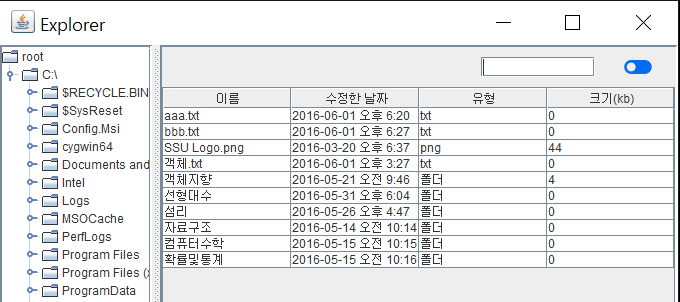 Explorer
root
C:\
$RECYCLE.BIN
$SysReset
Config.Msi
cygwin64
Documents and
Intel
Logs
MSOCache
PerfLogs
Program Files
Program Files (x
ProgramData
이름 수정한 날짜 유형 크기(kb)
aaa.txt 2016-06-01 오후 6:20 txt 0
bbb.txt 2016-06-01 오후 6:27 txt 0
SSU Logo.png 2016-03-20 오후 6:37 png 44
객체.txt 2016-06-01 오후 3:27 txt 0
객체지향 2016-05-21 오전 9:46 폴더 4
선형대수 2016-05-31 오후 6:04 폴더 0
섬리 2016-05-26 오후 4:47 폴더 0
자료구조 2016-05-14 오전 10:14 폴더 0
컴퓨터수학 2016-05-15 오전 10:15 폴더 0
확률및통계 2016-05-15 오전 10:16 폴더 0